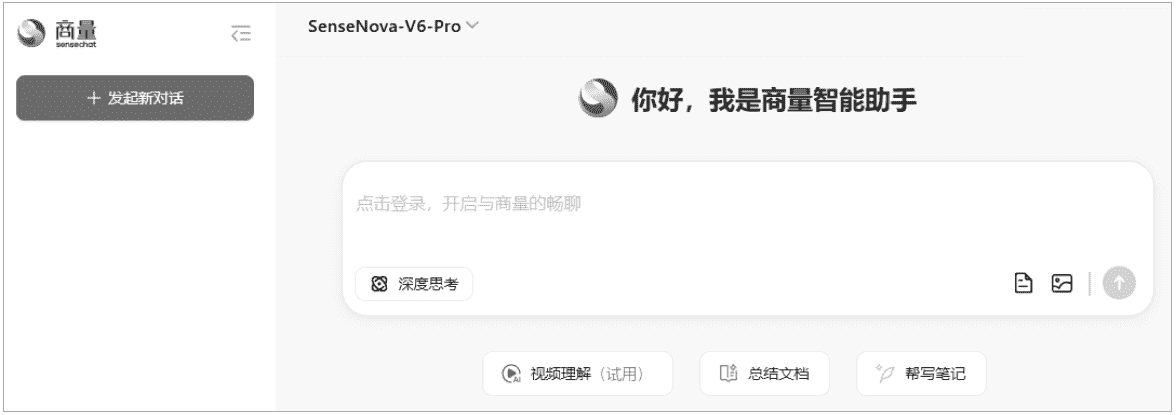 商量
sensechat
+ 发起新对话
SenseNova-V6-Pro
你好，我是商量智能助手
点击登录，开启与商量的畅聊
深度思考
视频理解（试用）
总结文档
帮写笔记